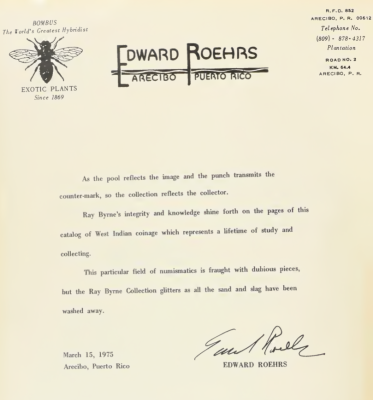 BOMBUS
The World's Greatest Hybridist
EXOTIC PLANTS
Since 1869
EDWARD ROEHRS
ARECIBO PUERTO RICO
R.F.D. 652
ARECIBO, P. R. 00612
Telephone No.
(809) - 878-4317
Plantation
ROAD NO. 2
KM. 64.4
ARECIBO, P. R.
As the pool reflects the image and the punch transmits the
counter-mark, so the collection reflects the collector.
Ray Byrne's integrity and knowledge shine forth on the pages of this
catalog of West Indian coinage which represents a lifetime of study and
collecting.
This particular field of numismatics is fraught with dubious pieces,
but the Ray Byrne Collection glitters as all the sand and slag have been
washed away.
March 15, 1975
Arecibo, Puerto Rico
EDWARD ROEHRS